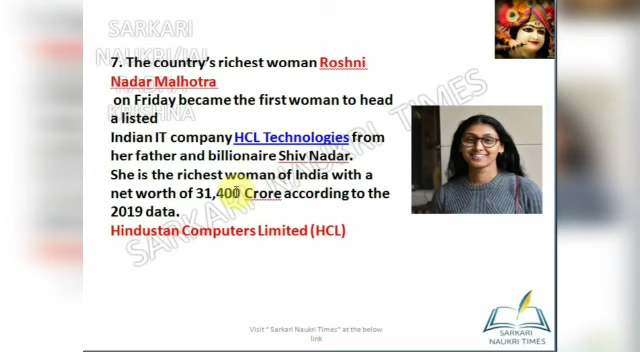 SARKARI
NAUKRI/JAI
KRISHNA
7. The country's richest woman Roshni
Nadar Malhotra
on Friday became the first woman to head
a listed
Indian IT company HCL Technologies from
her father and billionaire Shiv Nadar.
She is the richest woman of India with a
net worth of 31,400 Crore according to the
2019 data.
Hindustan Computers Limited (HCL)
SARKARI NAUKRI TIMES
SARKARI
NAUKRI TIMES
Visit " Sarkari Naukri Times" at the below
link